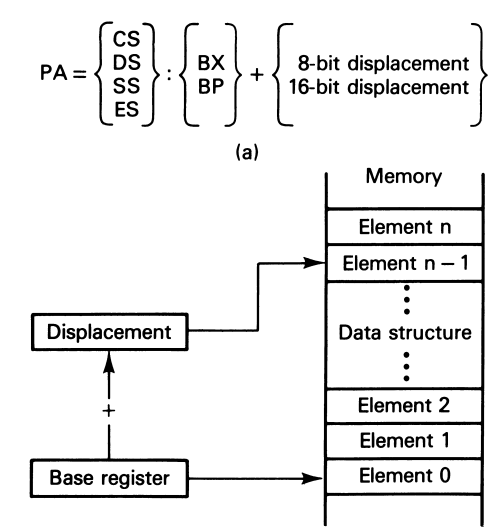 PA = { CS DS SS ES } : { BX BP } + { 8-bit displacement 16-bit displacement }
(a)
Memory
Element n
Element n − 1
Displacement
Data structure
+
Element 2
Element 1
Base register
Element 0